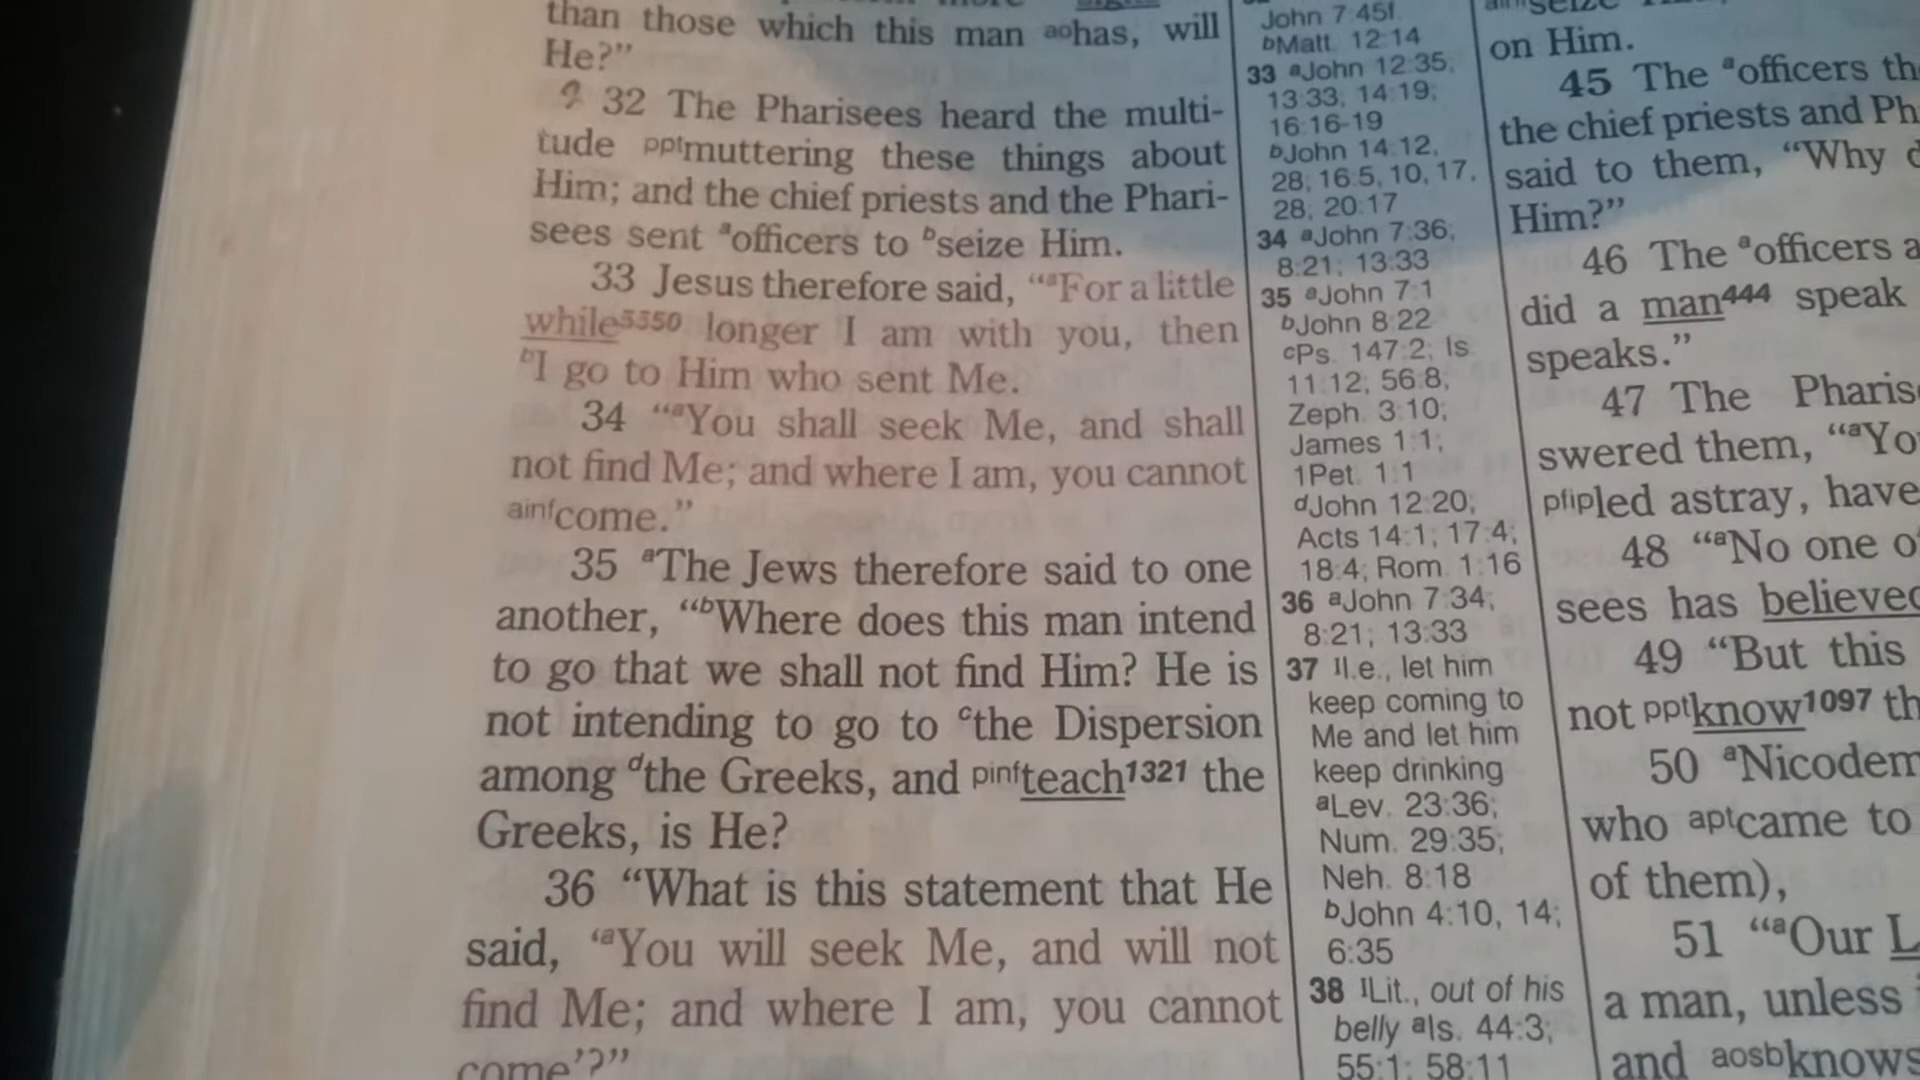 than those which this man aohas, will
He?"
32 The Pharisees heard the multi-
tude pptmuttering these things about
Him; and the chief priests and the Phari-
sees sent aofficers to bseize Him.
33 Jesus therefore said, "aFor a little
while5550 longer I am with you, then
bI go to Him who sent Me.
34 "aYou shall seek Me, and shall
not find Me; and where I am, you cannot
ainfcome."
35 aThe Jews therefore said to one
another, "bWhere does this man intend
to go that we shall not find Him? He is
not intending to go to cthe Dispersion
among dthe Greeks, and pinfteach1321 the
Greeks, is He?
36 "What is this statement that He
said, 'aYou will seek Me, and will not
find Me; and where I am, you cannot
come'?"
John 7:45f
bMatt. 12:14
33 aJohn 12:35;
13:33; 14:19;
16:16-19
bJohn 14:12,
28; 16:5, 10, 17,
28; 20:17
34 aJohn 7:36;
8:21; 13:33
35 aJohn 7:1
bJohn 8:22
cPs. 147:2; Is.
11:12; 56:8;
Zeph. 3:10;
James 1:1;
1Pet. 1:1
dJohn 12:20;
Acts 14:1; 17:4;
18:4; Rom. 1:16
36 aJohn 7:34;
8:21; 13:33
37 1I.e., let him
keep coming to
Me and let him
keep drinking
aLev. 23:36;
Num. 29:35;
Neh. 8:18
bJohn 4:10, 14;
6:35
38 1Lit., out of his
belly aIs. 44:3;
55:1; 58:11
on Him.
45 The aofficers
the chief priests and
said to them, "Why
Him?"
46 The aofficers
did a man444 speak
speaks."
47 The
swered them,
pfipled astray, have
48 "aNo one
sees has
49 "But this
not pptknow1097
50
who aptcame to
of them),
51 "aOur
a man, unless
and aosbknows